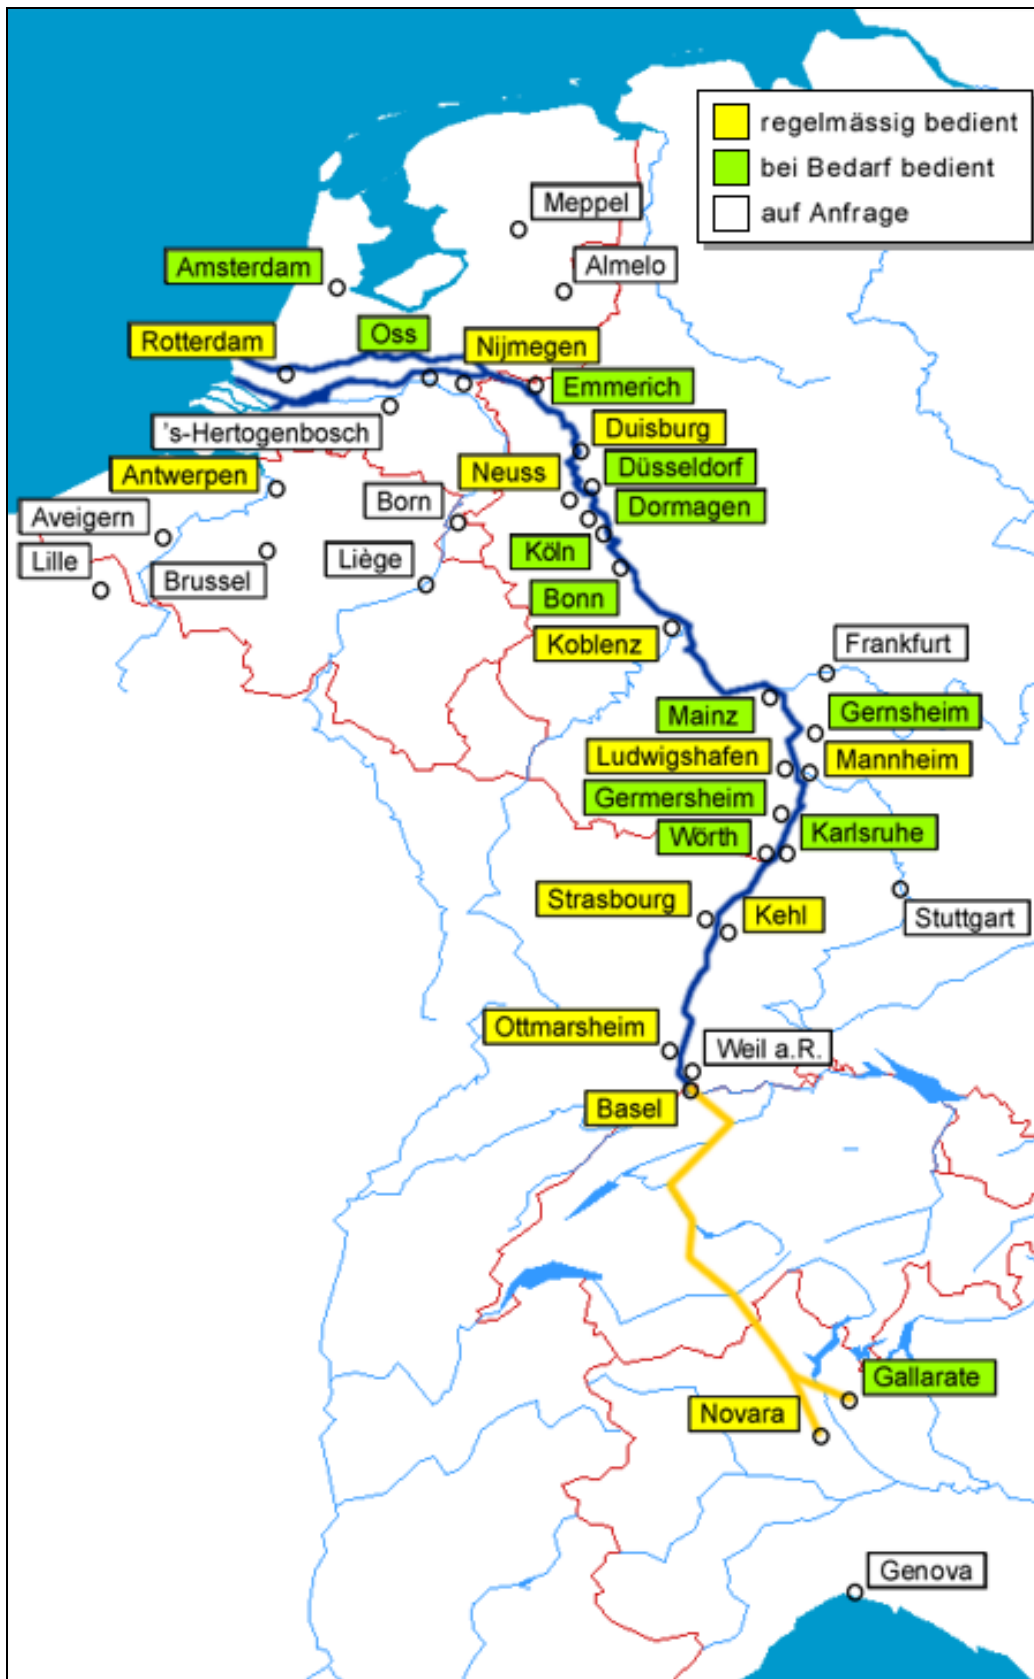 regelmässig bedient
bei Bedarf bedient
auf Anfrage
Meppel
Amsterdam
Almelo
Rotterdam
Oss
Nijmegen
Emmerich
's-Hertogenbosch
Duisburg
Antwerpen
Neuss
Düsseldorf
Aveigern
Born
Dormagen
Lille
Brussel
Liège
Köln
Bonn
Koblenz
Frankfurt
Mainz
Gernsheim
Ludwigshafen
Mannheim
Germersheim
Wörth
Karlsruhe
Strasbourg
Kehl
Stuttgart
Ottmarsheim
Weil a.R.
Basel
Gallarate
Novara
Genova